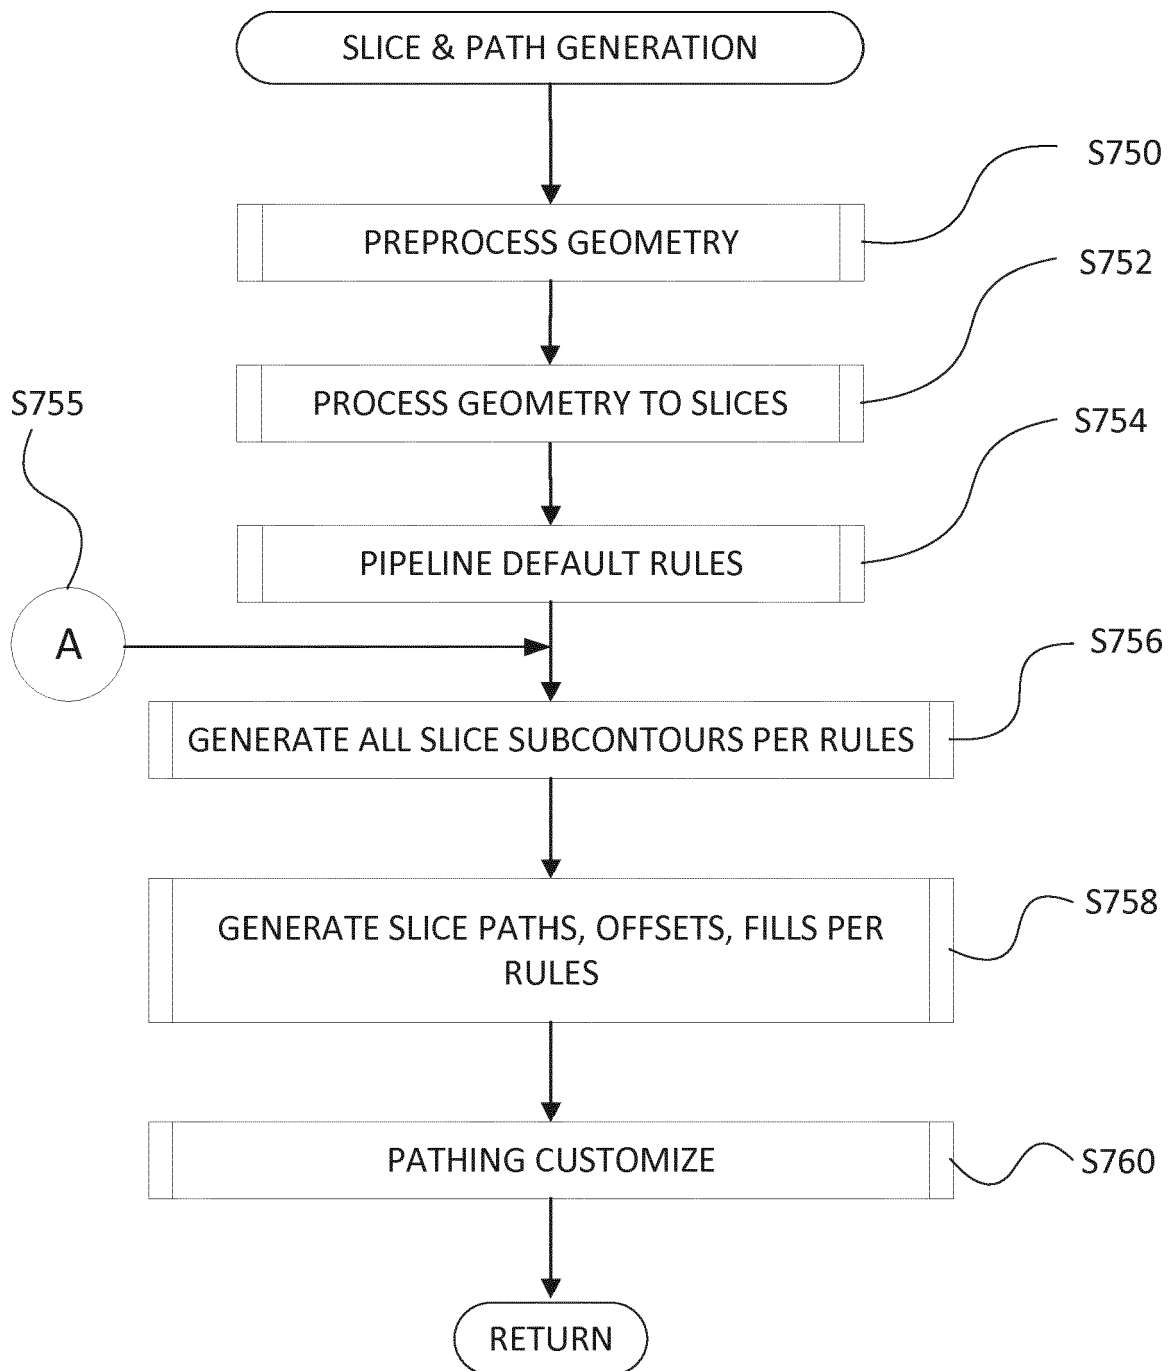 SLICE & PATH GENERATION
S750
PREPROCESS GEOMETRY
S752
PROCESS GEOMETRY TO SLICES
S755
S754
PIPELINE DEFAULT RULES
A
S756
GENERATE ALL SLICE SUBCONTOURS PER RULES
S758
GENERATE SLICE PATHS, OFFSETS, FILLS PER
RULES
PATHING CUSTOMIZE
S760
RETURN